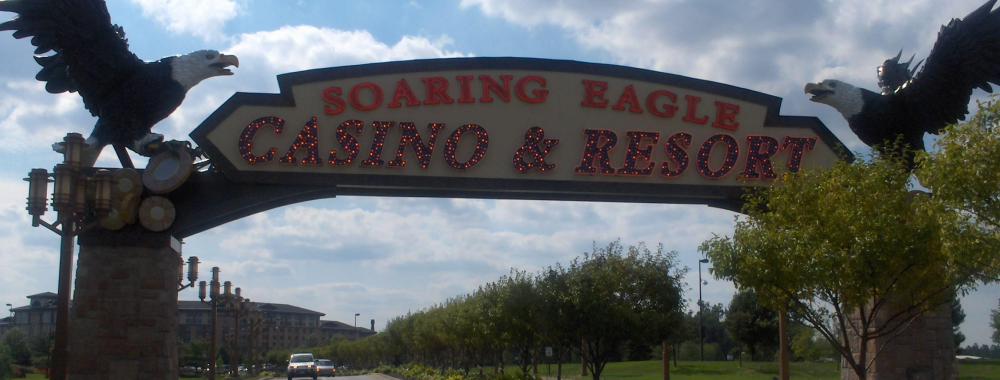 SOARING EAGLE
CASINO & RESORT